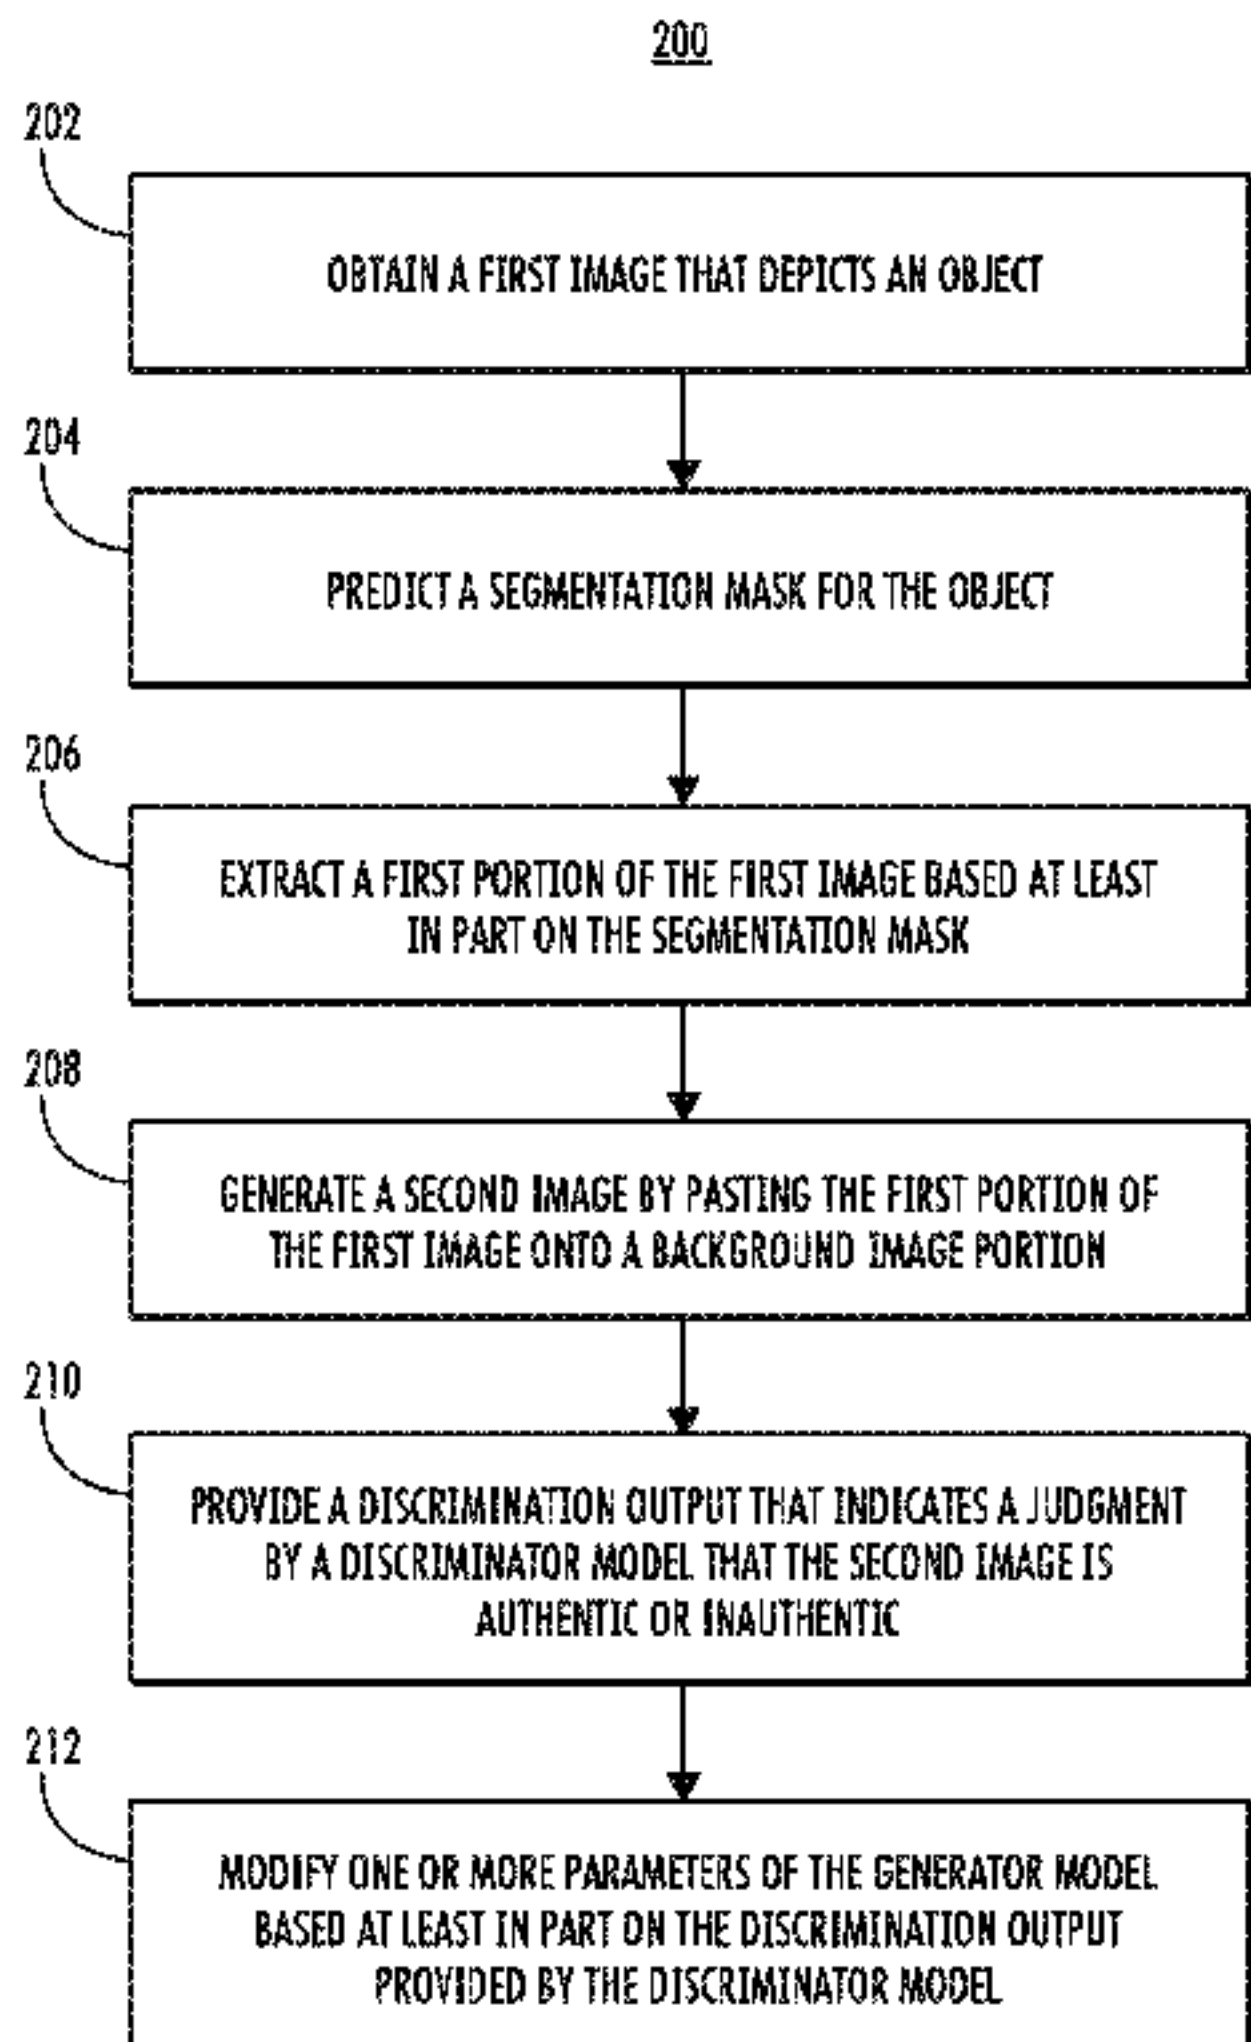 200
202
OBTAIN A FIRST IMAGE THAT DEPICTS AN OBJECT
204
PREDICT A SEGMENTATION MASK FOR THE OBJECT
206
EXTRACT A FIRST PORTION OF THE FIRST IMAGE BASED AT LEAST
IN PART ON THE SEGMENTATION MASK
208
GENERATE A SECOND IMAGE BY PASTING THE FIRST PORTION OF
THE FIRST IMAGE ONTO A BACKGROUND IMAGE PORTION
210
PROVIDE A DISCRIMINATION OUTPUT THAT INDICATES A JUDGMENT
BY A DISCRIMINATOR MODEL THAT THE SECOND IMAGE IS
AUTHENTIC OR INAUTHENTIC
212
MODIFY ONE OR MORE PARAMETERS OF THE GENERATOR MODEL
BASED AT LEAST IN PART ON THE DISCRIMINATION OUTPUT
PROVIDED BY THE DISCRIMINATOR MODEL